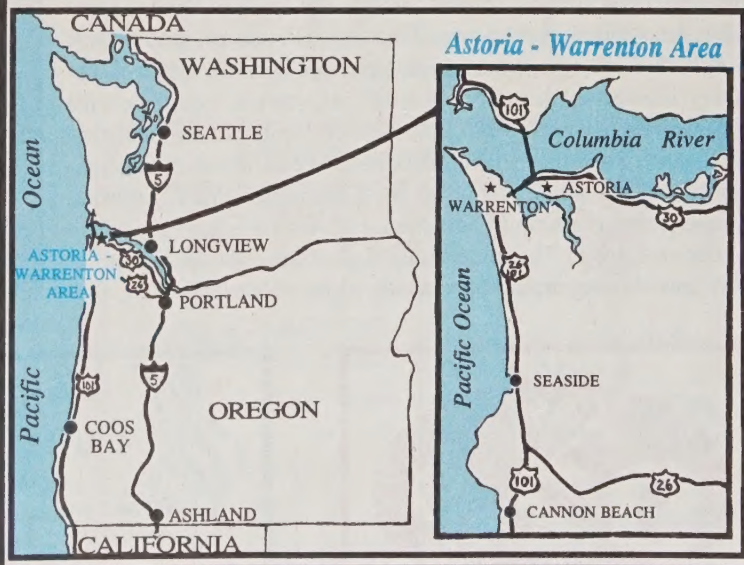 CANADA
WASHINGTON
SEATTLE
5
Ocean
LONGVIEW
ASTORIA -
WARRENTON
AREA
30
26
PORTLAND
101
5
Pacific
COOS
BAY
OREGON
ASHLAND
CALIFORNIA
Astoria - Warrenton Area
101
Columbia River
ASTORIA
WARRENTON
30
26
101
Pacific Ocean
SEASIDE
101
26
CANNON BEACH